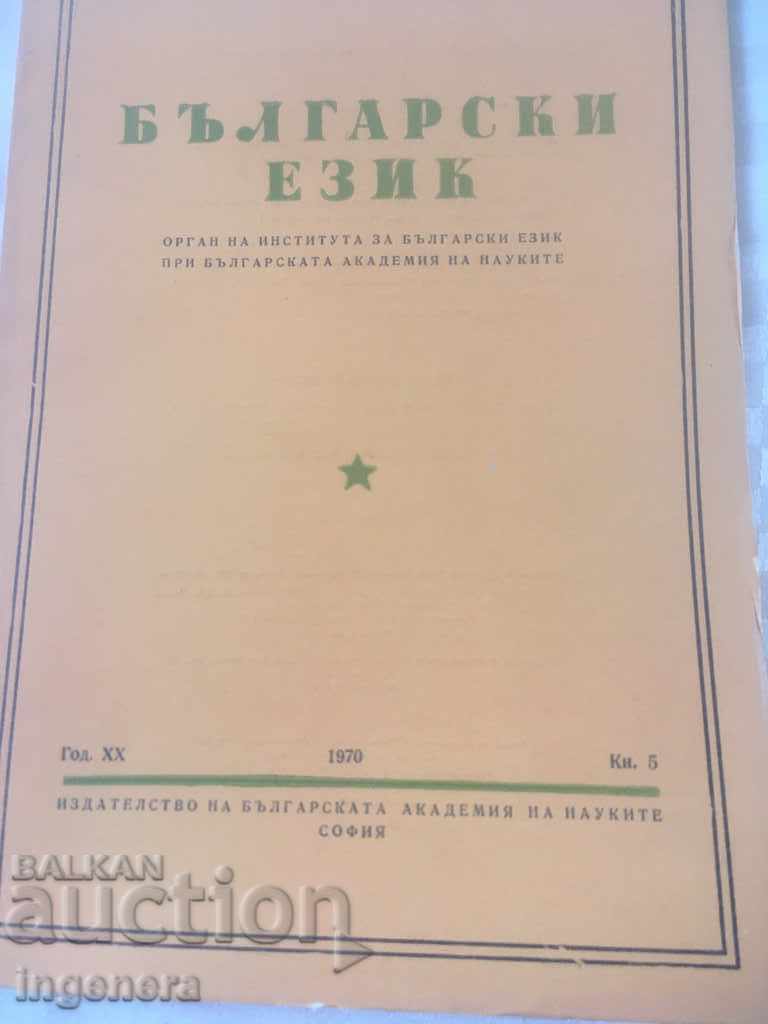 БЪЛГАРСКИ
ЕЗИК
ОРГАН НА ИНСТИТУТА ЗА БЪЛГАРСКИ ЕЗИК
ПРИ БЪЛГАРСКАТА АКАДЕМИЯ НА НАУКИТЕ
Год. XX 1970 Кн. 5
ИЗДАТЕЛСТВО НА БЪЛГАРСКАТА АКАДЕМИЯ НА НАУКИТЕ
СОФИЯ
BALKAN
auction
ingenera